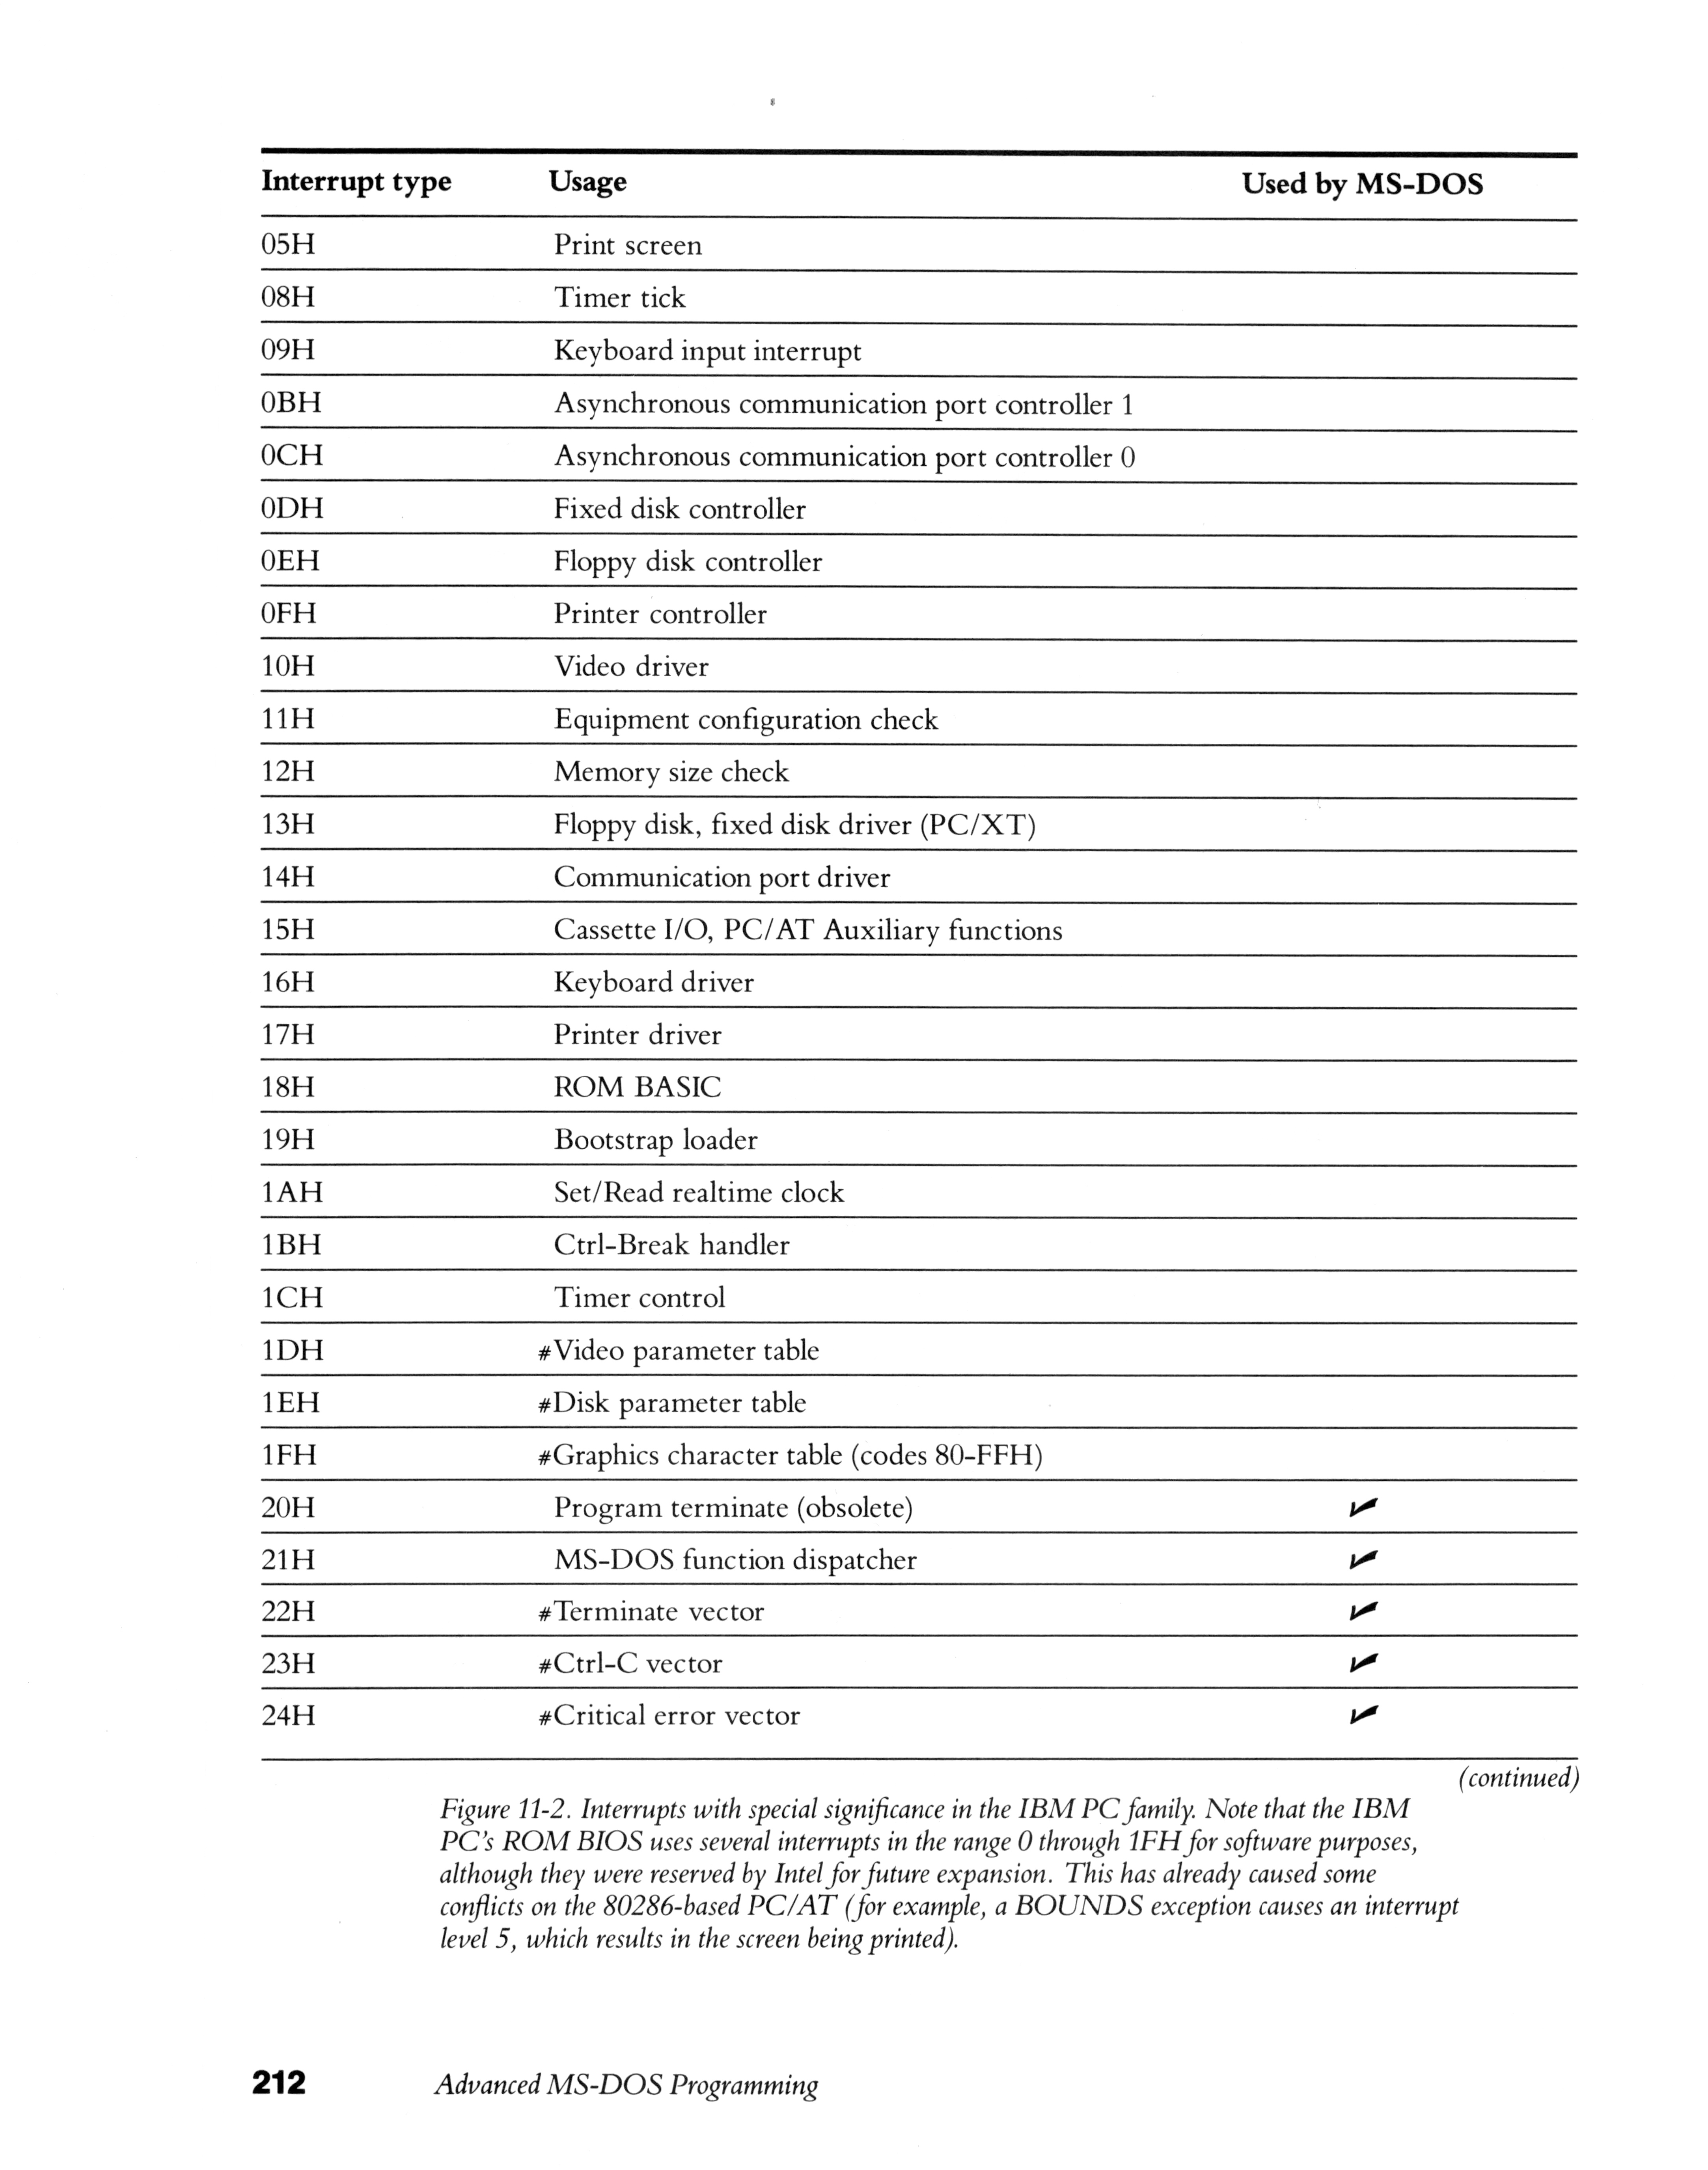 Interrupt type Usage Used by MS-DOS
05H Print screen
08H Timer tick
09H Keyboard input interrupt
0BH Asynchronous communication port controller 1
0CH Asynchronous communication port controller 0
0DH Fixed disk controller
0EH Floppy disk controller
0FH Printer controller
10H Video driver
11H Equipment configuration check
12H Memory size check
13H Floppy disk, fixed disk driver (PC/XT)
14H Communication port driver
15H Cassette I/O, PC/AT Auxiliary functions
16H Keyboard driver
17H Printer driver
18H ROM BASIC
19H Bootstrap loader
1AH Set/Read realtime clock
1BH Ctrl-Break handler
1CH Timer control
1DH #Video parameter table
1EH #Disk parameter table
1FH #Graphics character table (codes 80–FFH)
20H Program terminate (obsolete) ✓
21H MS-DOS function dispatcher ✓
22H #Terminate vector ✓
23H #Ctrl-C vector ✓
24H #Critical error vector ✓
(continued)
Figure 11-2. Interrupts with special significance in the IBM PC family. Note that the IBM
PC's ROM BIOS uses several interrupts in the range 0 through 1FH for software purposes,
although they were reserved by Intel for future expansion. This has already caused some
conflicts on the 80286-based PC/AT (for example, a BOUNDS exception causes an interrupt
level 5, which results in the screen being printed).
212 Advanced MS-DOS Programming